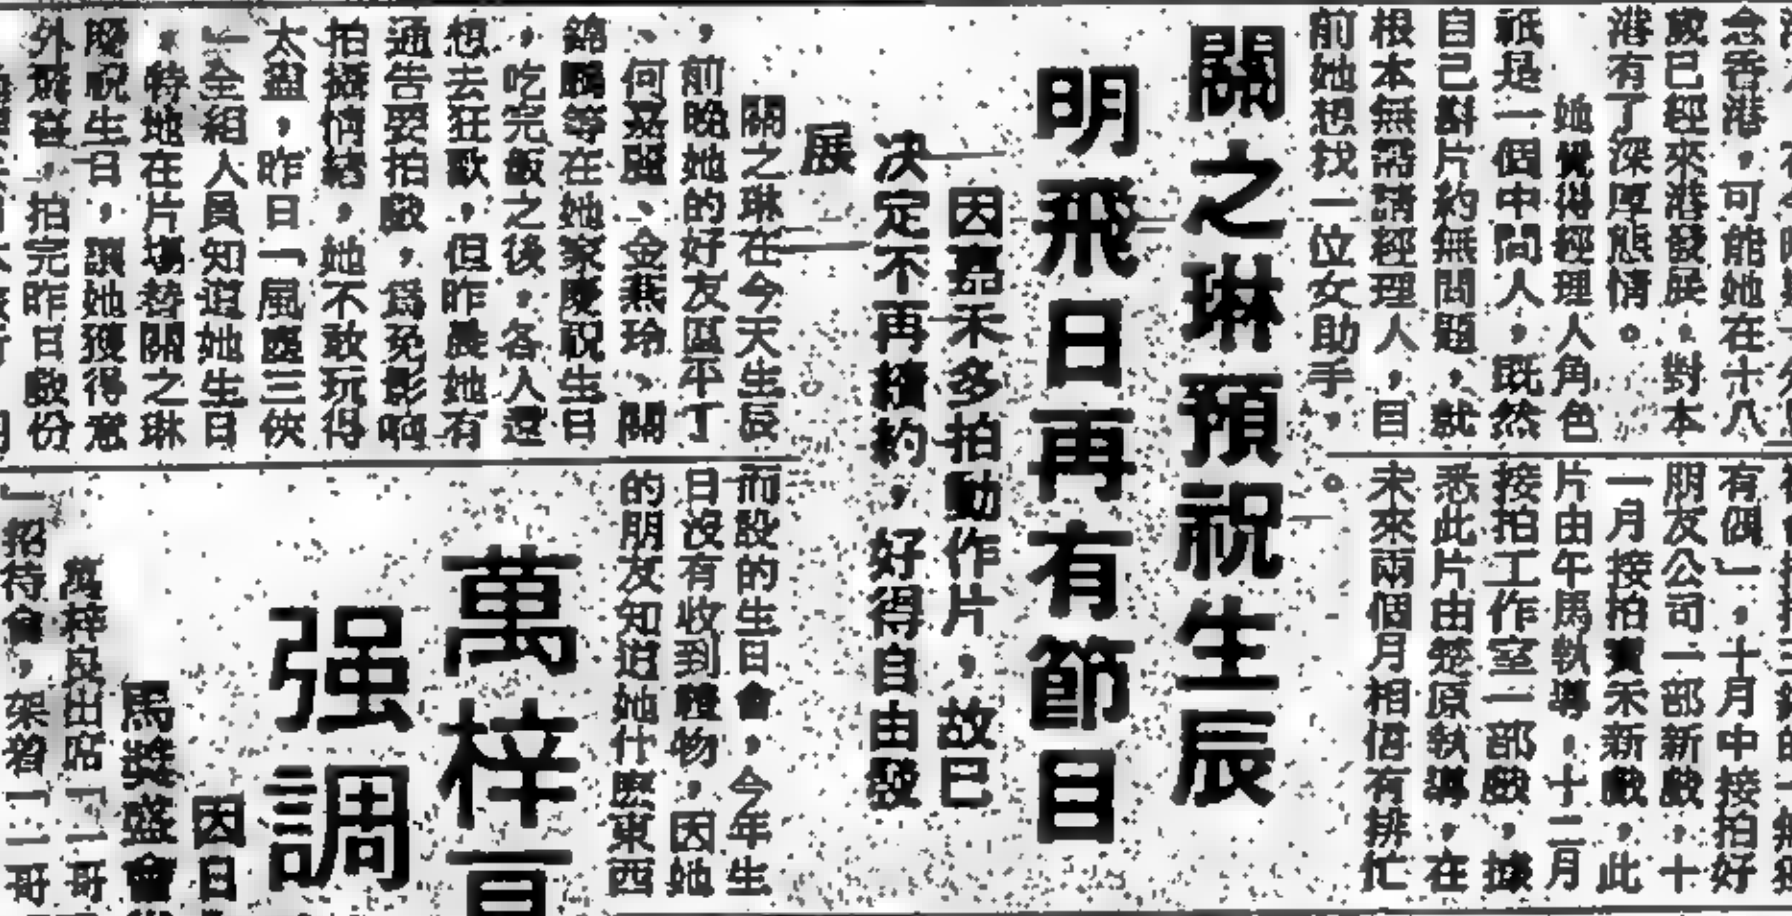 念香港，可能她在十八
戲已經來港發展，對本
港有了深厚感情。
她覺得經理人角色
祇是一個中間人，既然
自己斟片約無問題，就
根本無需請經理人，目
前她想找一位女助手，
有個」，十月中接拍好
朋友公司一部新戲，十
一月接拍寶禾新戲，此
片由午馬執導，十二月
接拍工作室一部戲，據
悉此片由楚原執導，在
未來兩個月相信有排忙
。
關之琳預祝生辰
明飛日再有節目
因嘉禾多拍動作片，故已
决定不再續約，好得自由發
展
關之琳在今天生辰
，前晚她的好友區丁平
、何 、金燕玲、關
錦鵬等在她家慶祝生日
，吃完飯之後，各人還
想去狂歡，但昨晨她有
通告要拍戲，爲免影响
拍攝情緒，她不敢玩得
太盡，昨日「風塵三俠
」全組人員知道她生日
，特地在片場替關之琳
慶祝生日，讓她獲得意
外驚喜，拍完昨日戲份
而設的生日會，今年生
日沒有收到禮物，因她
的朋友知道她什麽東西
萬梓
强調
因日
馬獎盛會
萬梓良出席「二哥
」招待會，架着「二哥